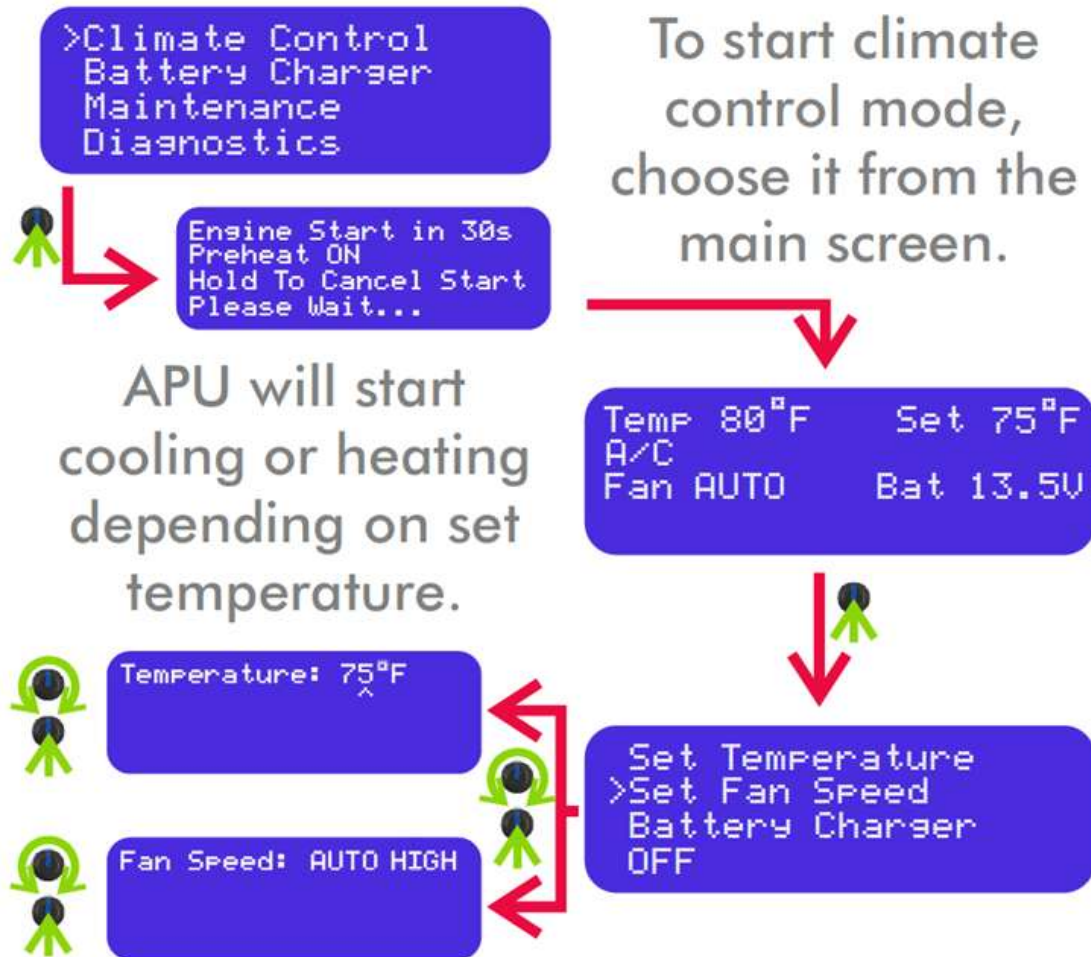 >Climate Control
Battery Charger
Maintenance
Diagnostics
To start climate
control mode,
choose it from the
main screen.
Engine Start in 30s
Preheat ON
Hold To Cancel Start
Please Wait...
APU will start
cooling or heating
depending on set
temperature.
Temp 80°F Set 75°F
A/C
Fan AUTO Bat 13.5V
Set Temperature
>Set Fan Speed
Battery Charger
OFF
Temperature: 75°F
^
Fan Speed: AUTO HIGH